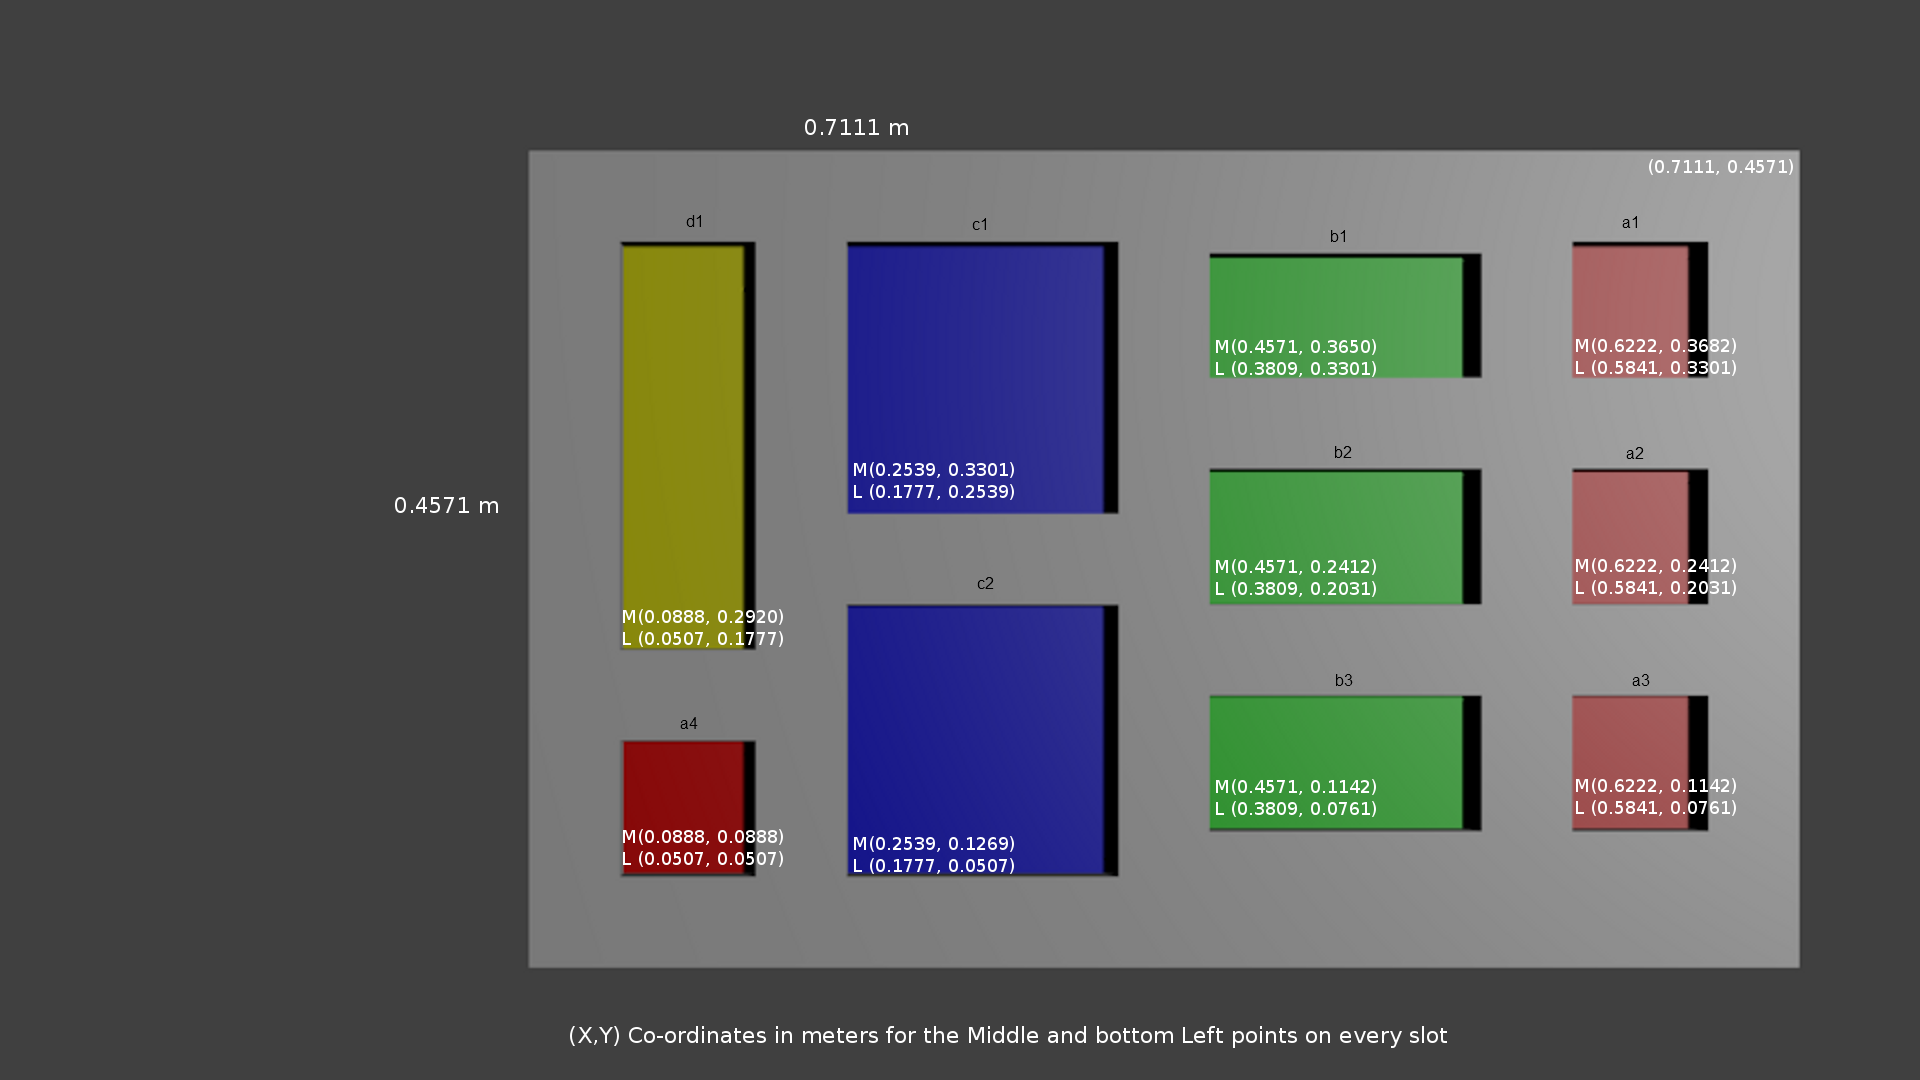 0.7111 m
(0.7111, 0.4571)
d1
c1
b1
a1
M(0.4571, 0.3650)
L (0.3809, 0.3301)
M(0.6222, 0.3682)
L (0.5841, 0.3301)
b2
a2
M(0.2539, 0.3301)
L (0.1777, 0.2539)
0.4571 m
c2
M(0.4571, 0.2412)
L (0.3809, 0.2031)
M(0.6222, 0.2412)
L (0.5841, 0.2031)
M(0.0888, 0.2920)
L (0.0507, 0.1777)
b3
a3
a4
M(0.4571, 0.1142)
L (0.3809, 0.0761)
M(0.6222, 0.1142)
L (0.5841, 0.0761)
M(0.0888, 0.0888)
L (0.0507, 0.0507)
M(0.2539, 0.1269)
L (0.1777, 0.0507)
(X,Y) Co-ordinates in meters for the Middle and bottom Left points on every slot